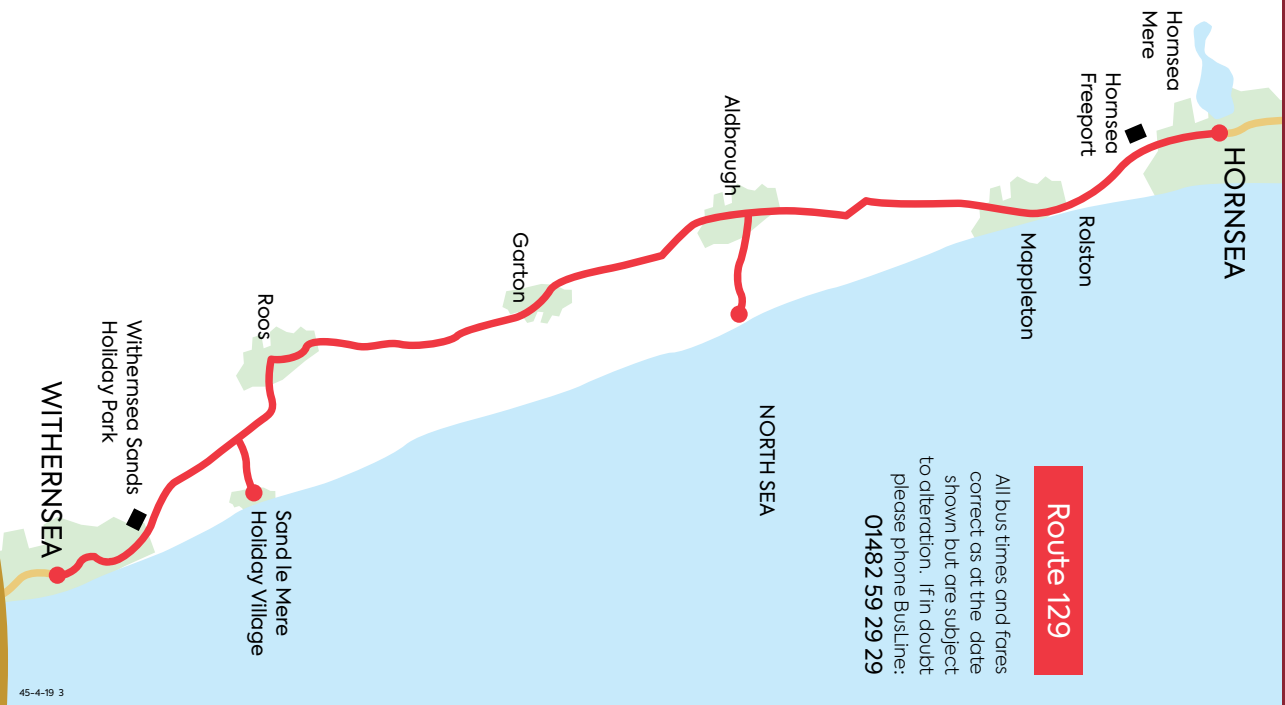 Hornsea
Mere
HORNSEA
Hornsea
Freeport
Rolston
Mappleton
Aldbrough
NORTH SEA
Garton
Roos
Sand le Mere
Holiday Village
Withernsea Sands
Holiday Park
WITHERNSEA
Route 129
All bus times and fares
correct as at the date
shown but are subject
to alteration. If in doubt
please phone BusLine:
01482 59 29 29
45-4-19 3